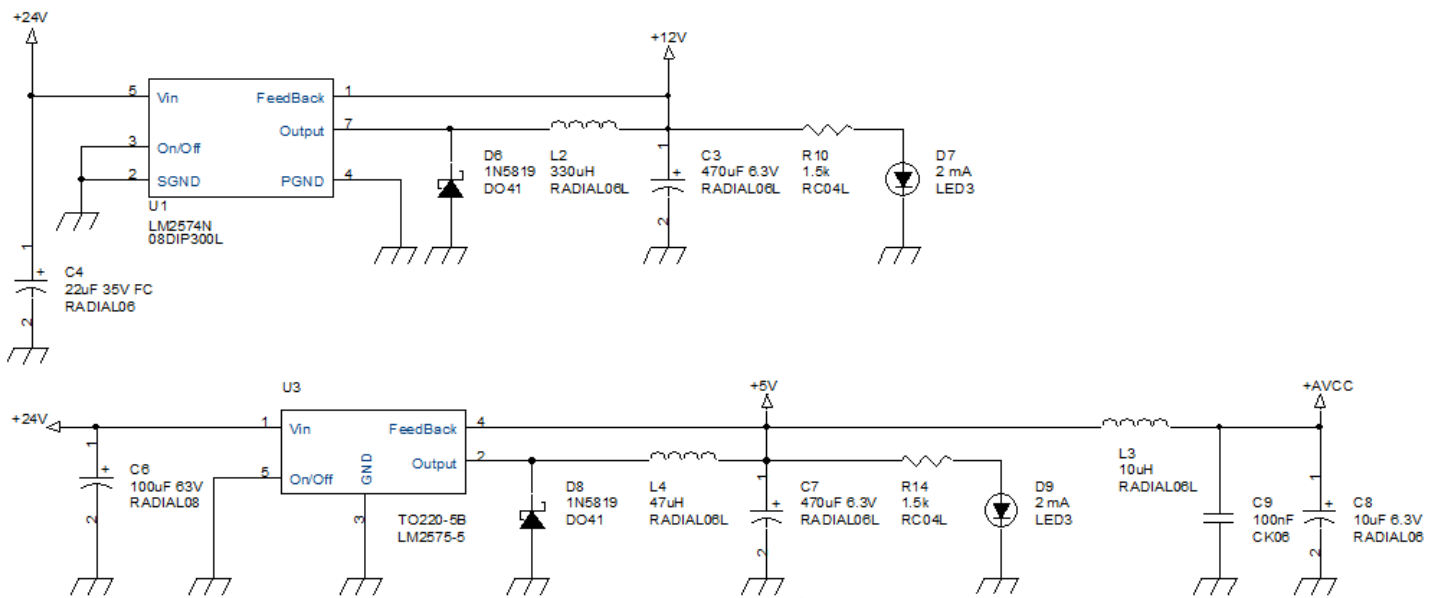 +24V
+12V
5 Vin FeedBack 1
Output 7
3 On/Off
2 SGND PGND 4
U1
LM2574N
08DIP300L
D6
1N5819
DO41
L2
330uH
RADIAL06L
1
2
C3
470uF 6.3V
RADIAL06L
R10
1.5k
RC04L
D7
2 mA
LED3
1
2
C4
22uF 35V FC
RADIAL06
U3
+24V
+5V
+AVCC
1 Vin FeedBack 4
Output 2
5 On/Off
GND
3
TO220-5B
LM2575-5
1
2
C6
100uF 63V
RADIAL08
D8
1N5819
DO41
L4
47uH
RADIAL06L
1
2
C7
470uF 6.3V
RADIAL06L
R14
1.5k
RC04L
D9
2 mA
LED3
L3
10uH
RADIAL06L
C9
100nF
CK06
1
2
C8
10uF 6.3V
RADIAL06